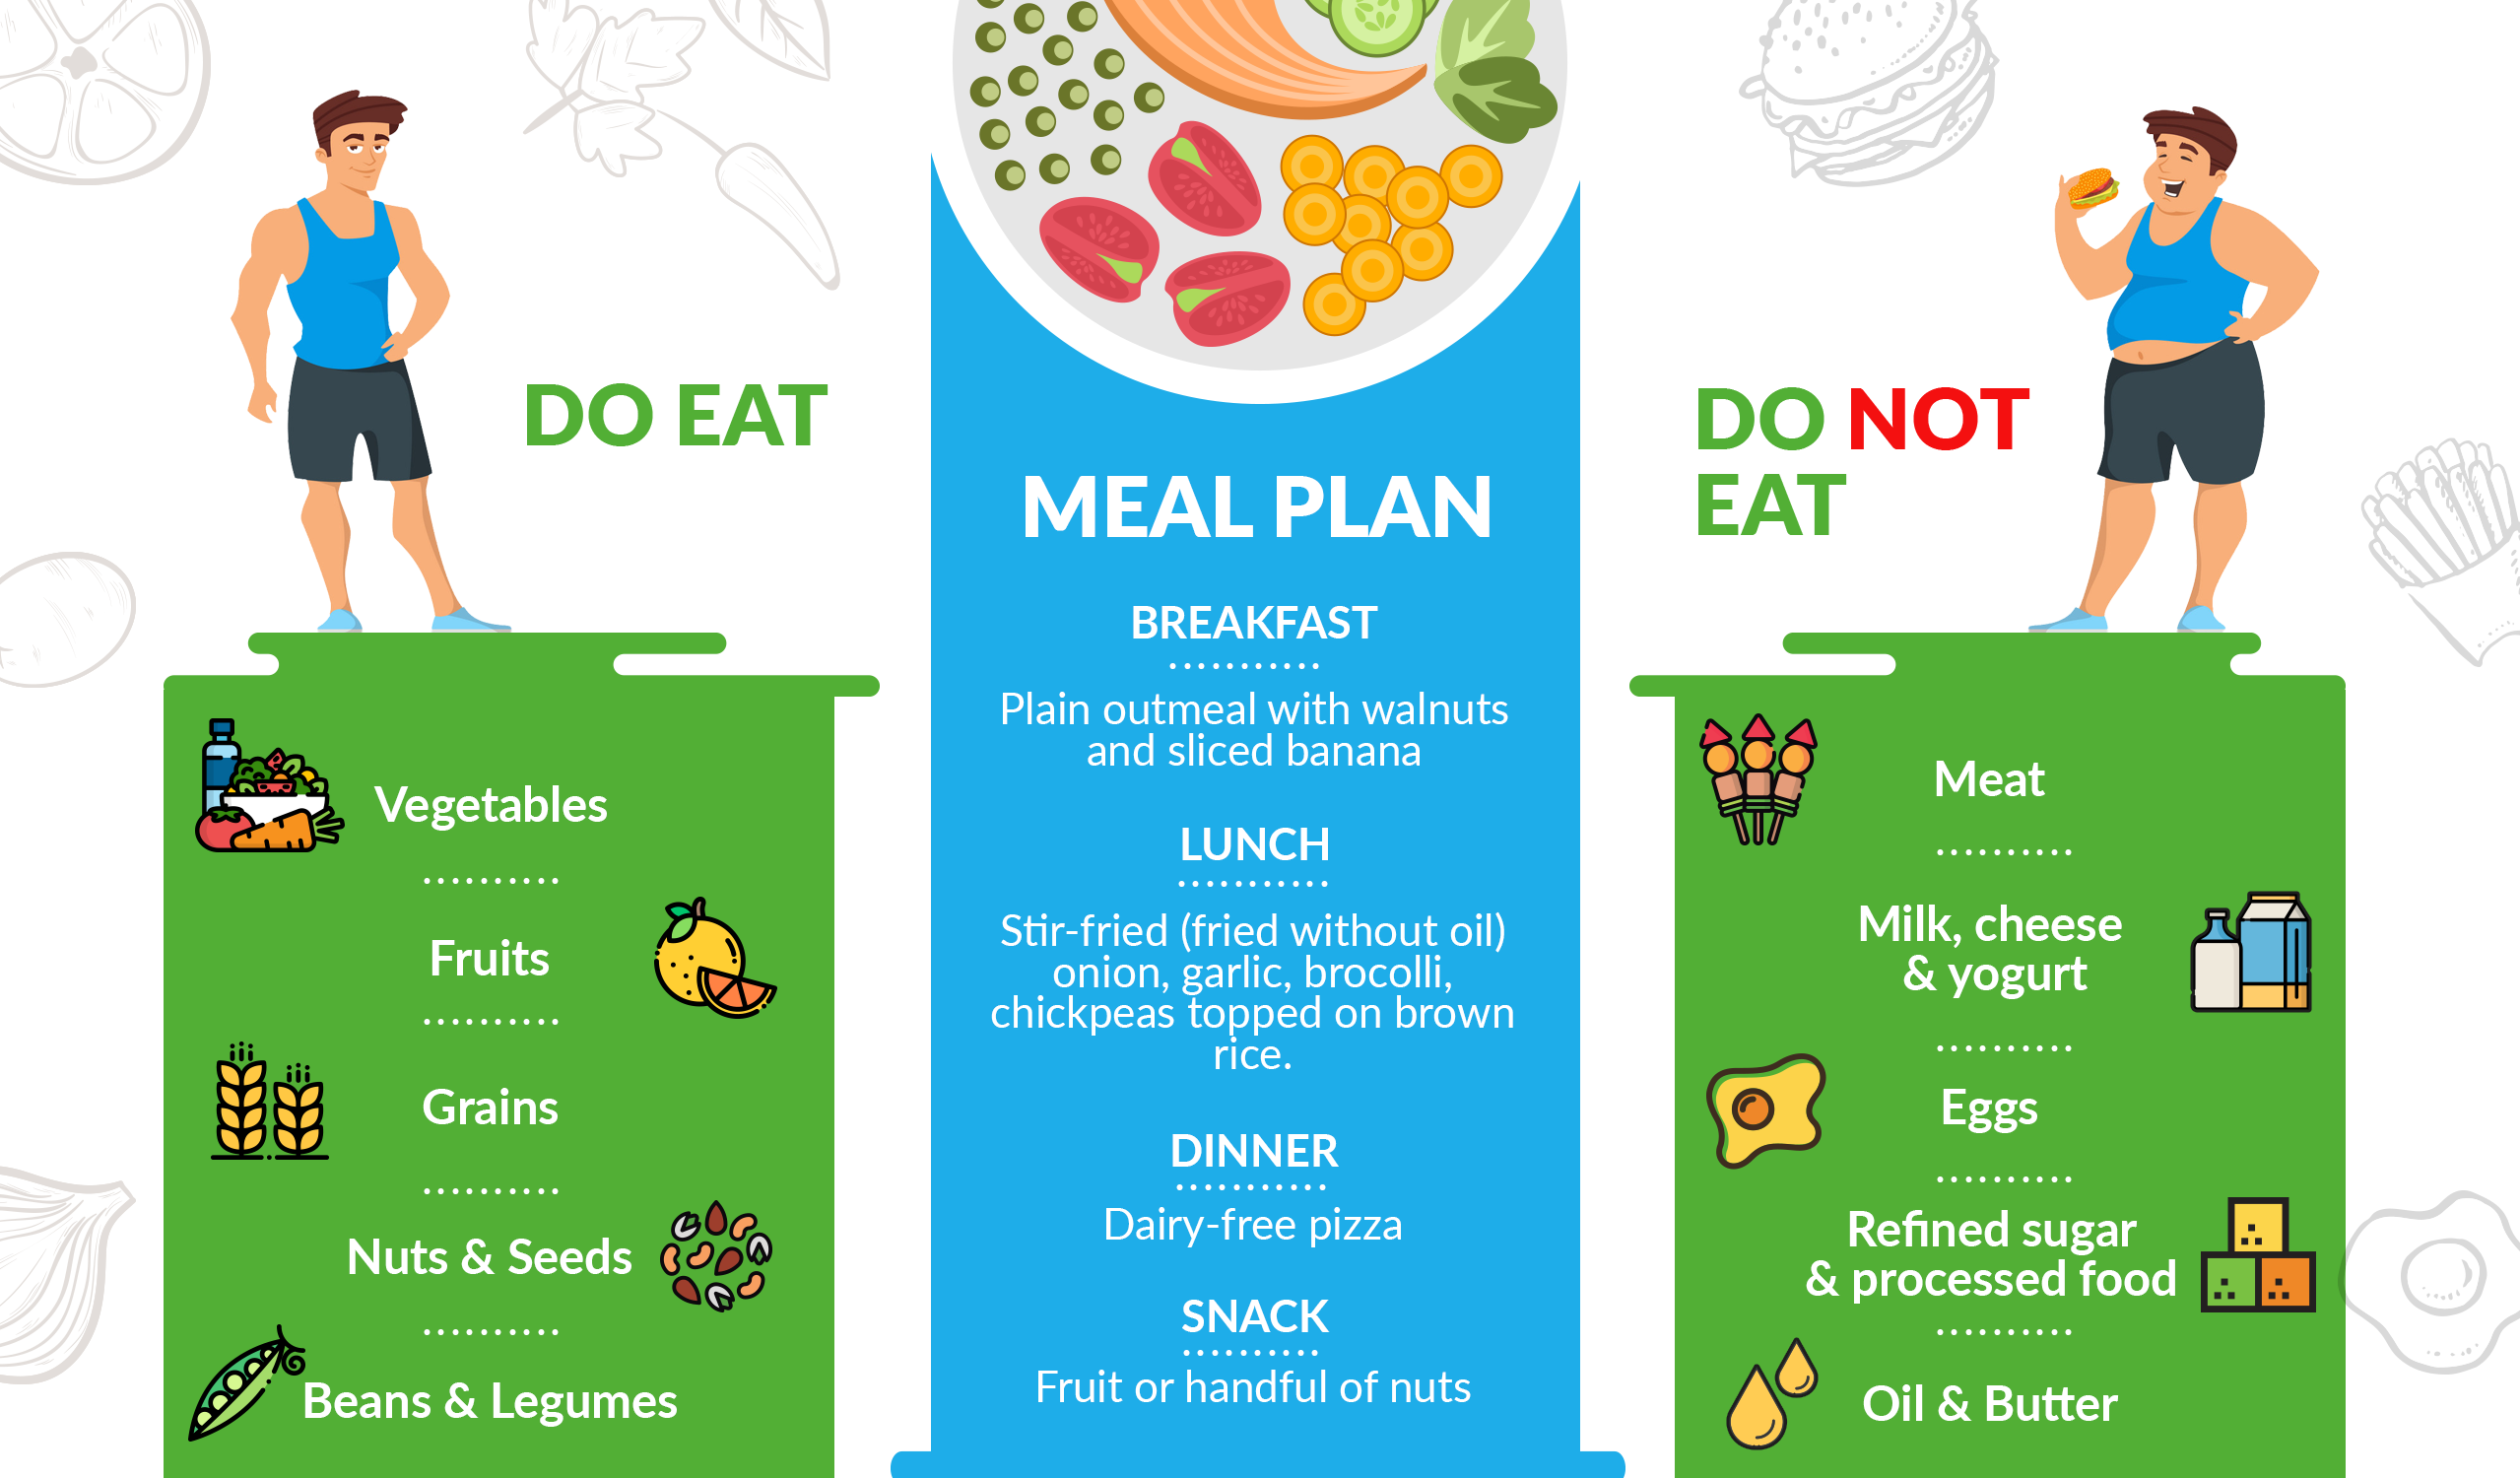 DO EAT
Vegetables
Fruits
Grains
Nuts & Seeds
Beans & Legumes
MEAL PLAN
BREAKFAST
Plain outmeal with walnuts
and sliced banana
LUNCH
Stir-fried (fried without oil)
onion, garlic, brocolli,
chickpeas topped on brown
rice.
DINNER
Dairy-free pizza
SNACK
Fruit or handful of nuts
DO NOT
EAT
Meat
Milk, cheese
& yogurt
Eggs
Refined sugar
& processed food
Oil & Butter